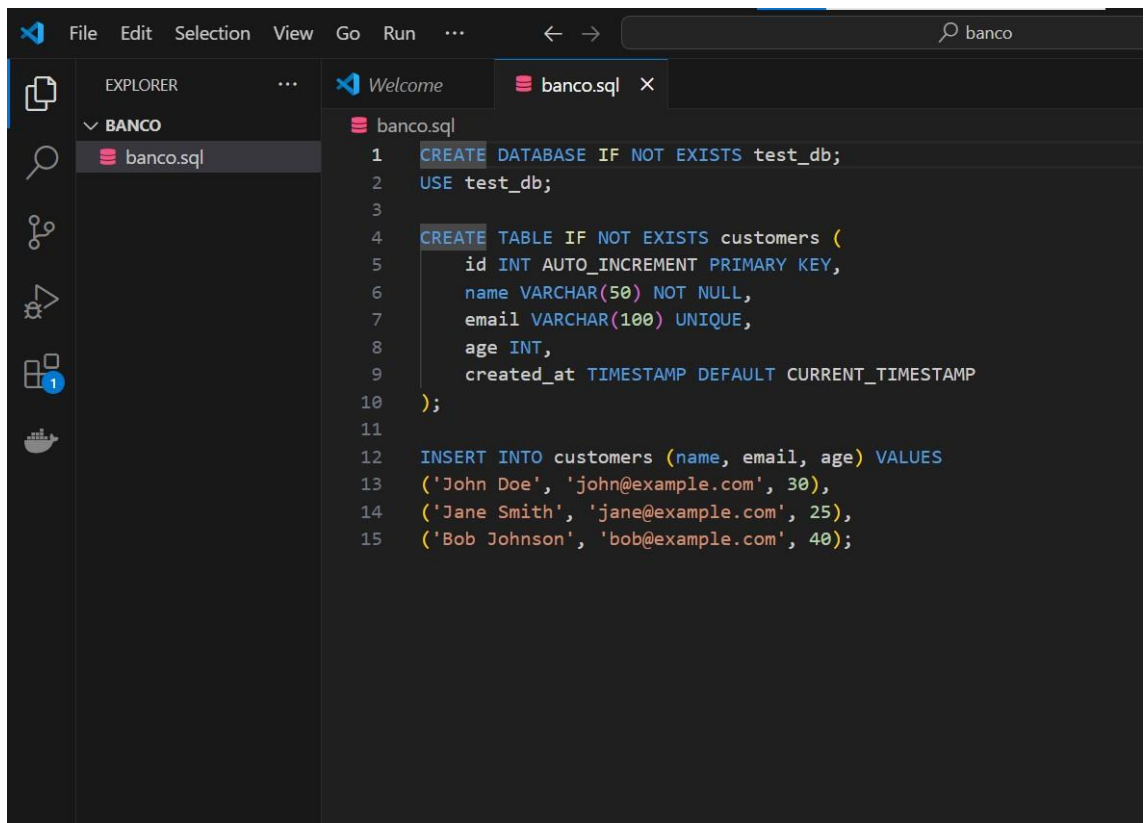 File Edit Selection View Go Run ... banco
EXPLORER ...
BANCO
banco.sql
1
Welcome
banco.sql
banco.sql
1 CREATE DATABASE IF NOT EXISTS test_db;
2 USE test_db;
3
4 CREATE TABLE IF NOT EXISTS customers (
5     id INT AUTO_INCREMENT PRIMARY KEY,
6     name VARCHAR(50) NOT NULL,
7     email VARCHAR(100) UNIQUE,
8     age INT,
9     created_at TIMESTAMP DEFAULT CURRENT_TIMESTAMP
10 );
11
12 INSERT INTO customers (name, email, age) VALUES
13 ('John Doe', 'john@example.com', 30),
14 ('Jane Smith', 'jane@example.com', 25),
15 ('Bob Johnson', 'bob@example.com', 40);